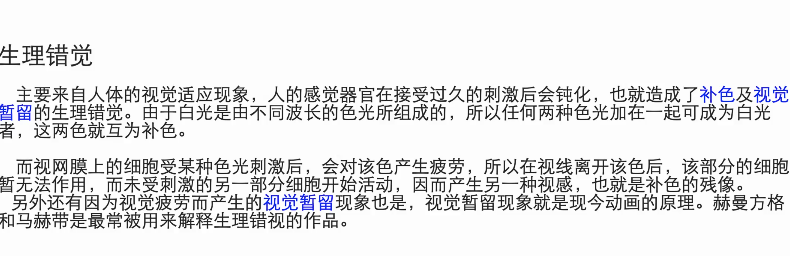 生理错觉
主要来自人体的视觉适应现象，人的感觉器官在接受过久的刺激后会钝化，也就造成了补色及视觉
暂留的生理错觉。由于白光是由不同波长的色光所组成的，所以任何两种色光加在一起可成为白光
者，这两色就互为补色。
而视网膜上的细胞受某种色光刺激后，会对该色产生疲劳，所以在视线离开该色后，该部分的细胞
暂无法作用，而未受刺激的另一部分细胞开始活动，因而产生另一种视感，也就是补色的残像。
另外还有因为视觉疲劳而产生的视觉暂留现象也是，视觉暂留现象就是现今动画的原理。赫曼方格
和马赫带是最常被用来解释生理错视的作品。